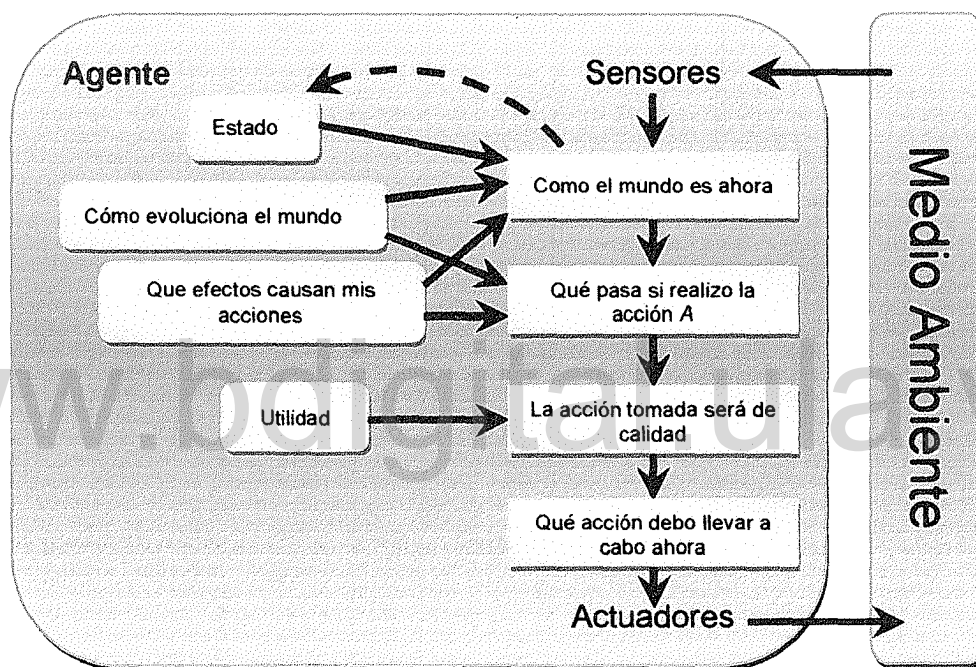 Agente
Sensores
Estado
Como el mundo es ahora
Cómo evoluciona el mundo
Que efectos causan mis
acciones
Qué pasa si realizo la
acción A
Utilidad
La acción tomada será de
calidad
Qué acción debo llevar a
cabo ahora
Actuadores
Medio Ambiente
w.bdigital.ula.v